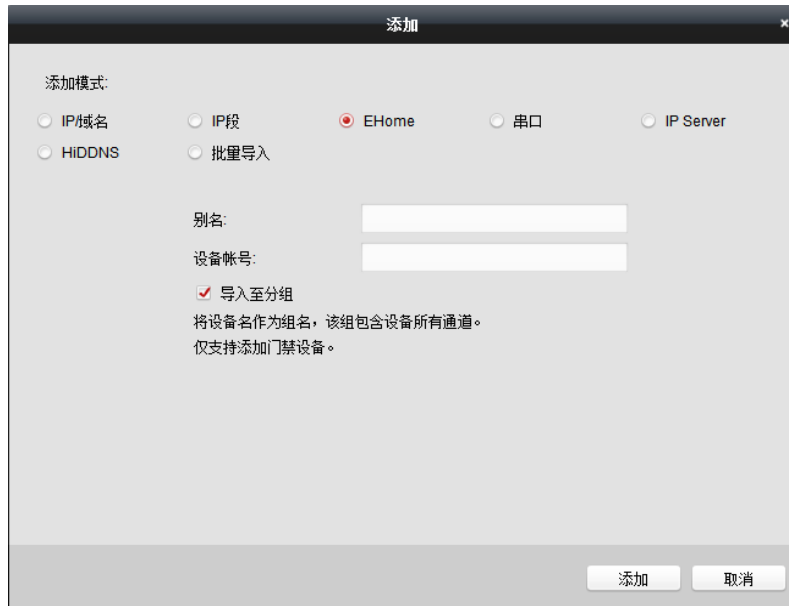 添加
添加模式:
IP/域名 IP段 EHome 串口 IP Server
HiDDNS 批量导入
别名:
设备帐号:
导入至分组
将设备名作为组名，该组包含设备所有通道。
仅支持添加门禁设备。
添加 取消